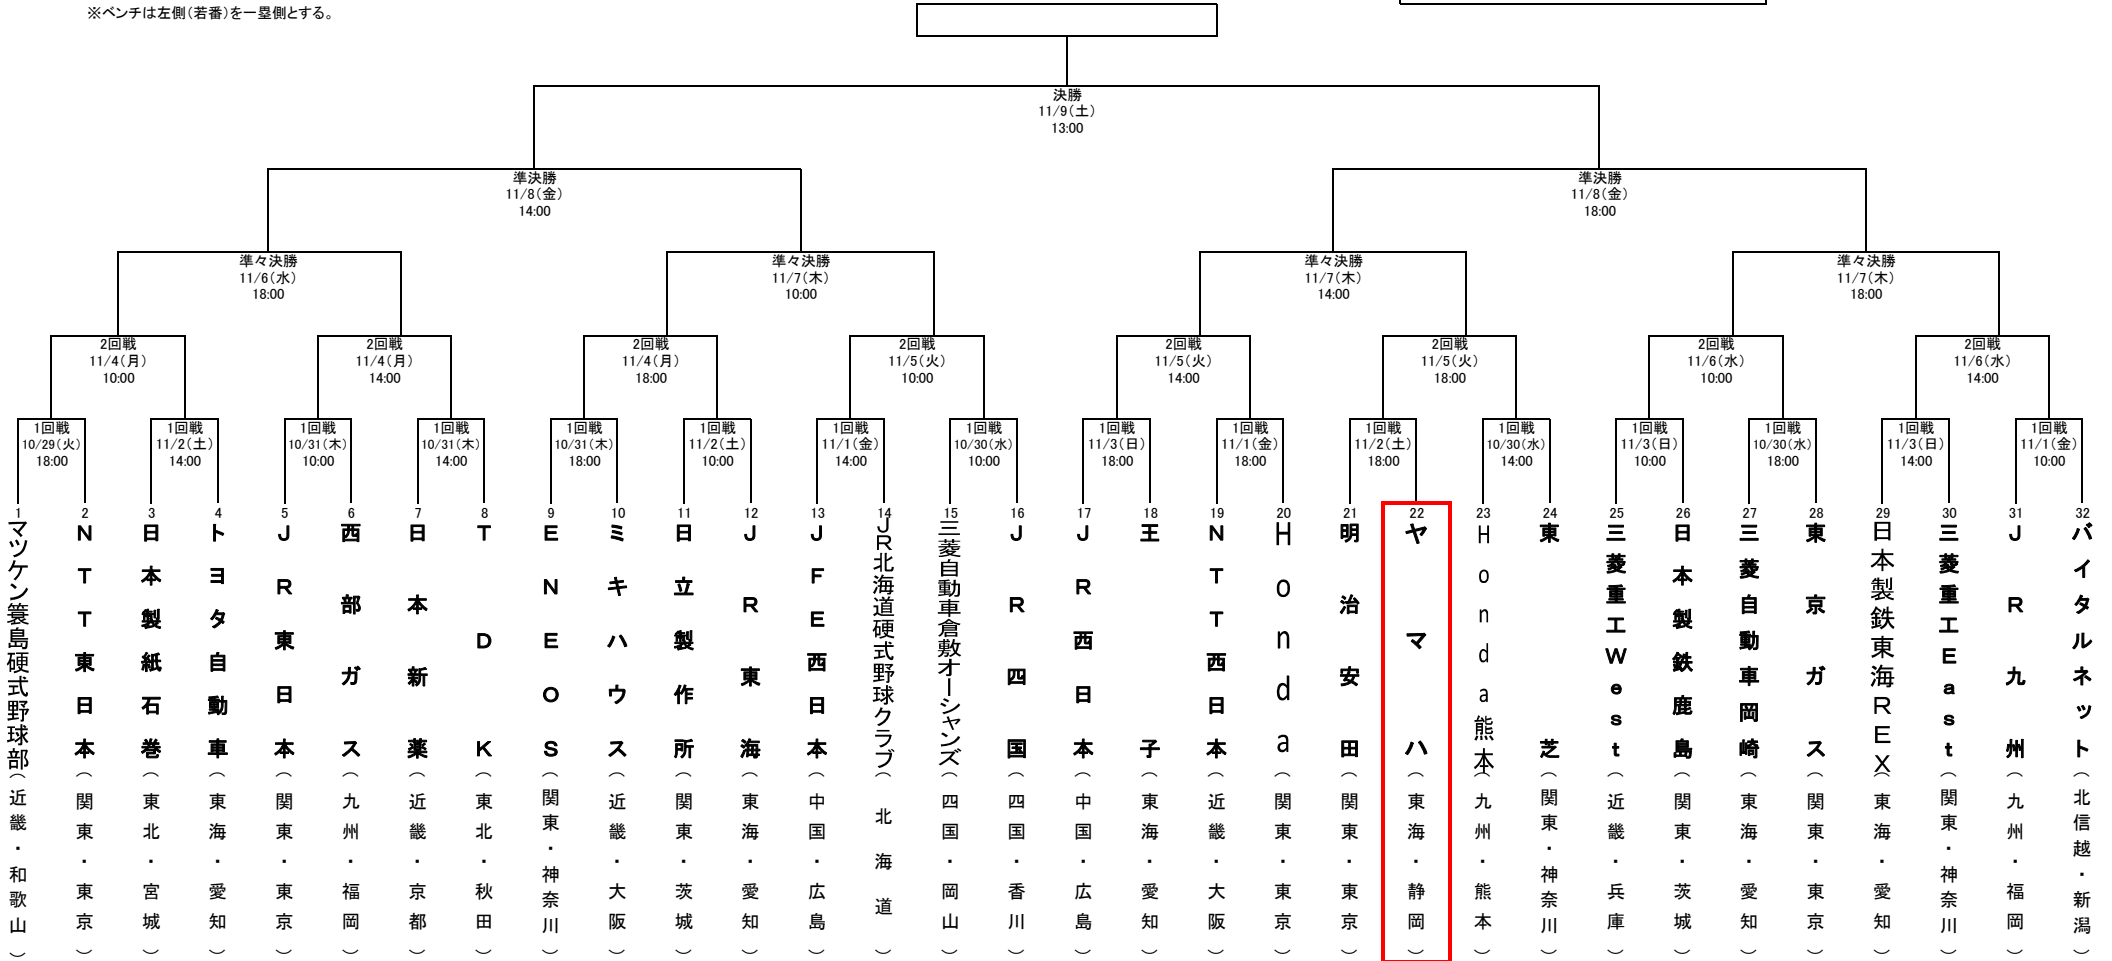 ※ベンチは左側(若番)を一塁側とする。
決勝
11/9(土)
13:00
準決勝
11/8(金)
14:00
準決勝
11/8(金)
18:00
準々決勝
11/6(水)
18:00
準々決勝
11/7(木)
10:00
準々決勝
11/7(木)
14:00
準々決勝
11/7(木)
18:00
2回戦
11/4(月)
10:00
2回戦
11/4(月)
14:00
2回戦
11/4(月)
18:00
2回戦
11/5(火)
10:00
2回戦
11/5(火)
14:00
2回戦
11/5(火)
18:00
2回戦
11/6(水)
10:00
2回戦
11/6(水)
14:00
1回戦
10/29(火)
18:00
1回戦
11/2(土)
14:00
1回戦
10/31(木)
10:00
1回戦
10/31(木)
14:00
1回戦
10/31(木)
18:00
1回戦
11/2(土)
10:00
1回戦
11/1(金)
14:00
1回戦
10/30(水)
10:00
1回戦
11/3(日)
18:00
1回戦
11/1(金)
18:00
1回戦
11/2(土)
18:00
1回戦
10/30(水)
14:00
1回戦
11/3(日)
10:00
1回戦
10/30(水)
18:00
1回戦
11/3(日)
14:00
1回戦
11/1(金)
10:00
1
マツゲン箕島硬式野球部(近畿・和歌山)
2
NTT東日本(関東・東京)
3
日本製紙石巻(東北・宮城)
4
トヨタ自動車(東海・愛知)
5
JR東日本(関東・東京)
6
西部ガス(九州・福岡)
7
日本新薬(近畿・京都)
8
TDK(東北・秋田)
9
ENEOS(関東・神奈川)
10
ミキハウス(近畿・大阪)
11
日立製作所(関東・茨城)
12
JR東海(東海・愛知)
13
JFE西日本(中国・広島)
14
JR北海道硬式野球クラブ(北海道)
15
三菱自動車倉敷オーシャンズ(四国・岡山)
16
JR四国(四国・香川)
17
JR西日本(中国・広島)
18
王子(東海・愛知)
19
NTT西日本(近畿・大阪)
20
Honda(関東・東京)
21
明治安田(関東・東京)
22
ヤマハ(東海・静岡)
23
Honda熊本(九州・熊本)
24
東芝(関東・神奈川)
25
三菱重工West(近畿・兵庫)
26
日本製鉄鹿島(関東・茨城)
27
三菱自動車岡崎(東海・愛知)
28
東京ガス(関東・東京)
29
日本製鉄東海REX(東海・愛知)
30
三菱重工East(関東・神奈川)
31
JR九州(九州・福岡)
32
バイタルネット(北信越・新潟)